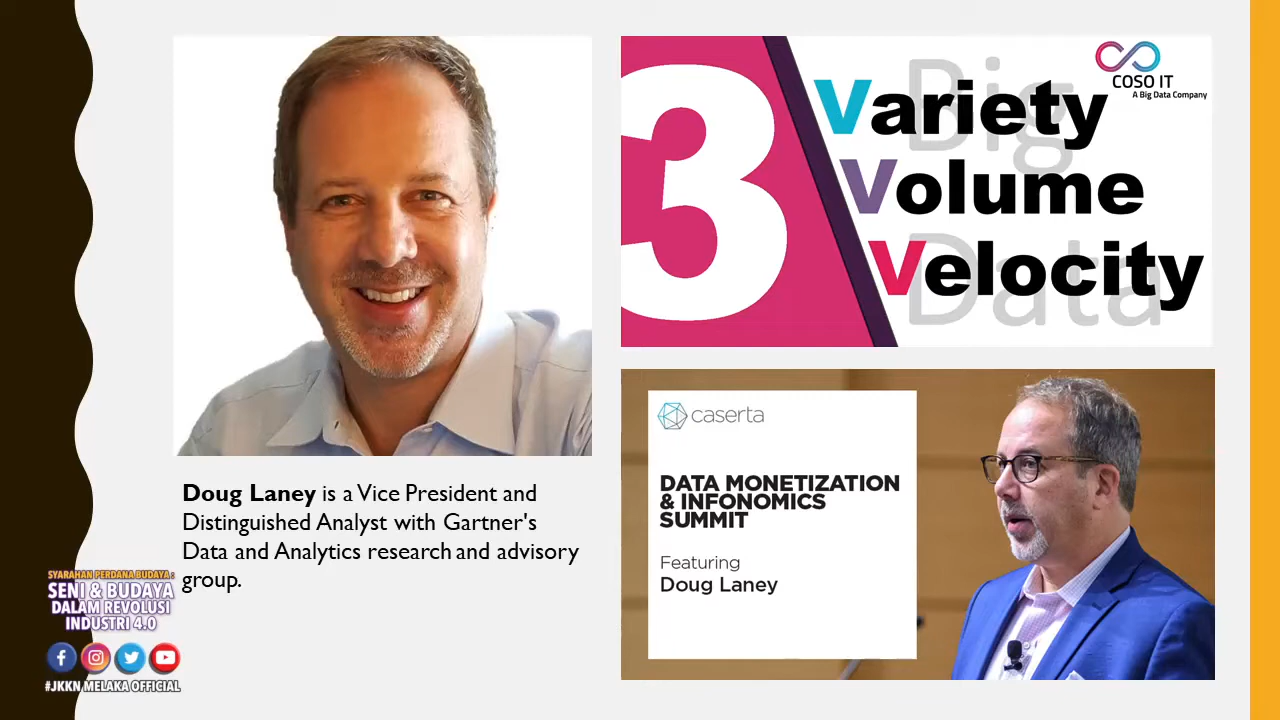 3
Big
Data
Variety
Volume
Velocity
COSO IT
A Big Data Company
Doug Laney is a Vice President and
Distinguished Analyst with Gartner's
Data and Analytics research and advisory
group.
caserta
DATA MONETIZATION
& INFONOMICS
SUMMIT
Featuring
Doug Laney
SYARAHAN PERDANA BUDAYA :
SENI & BUDAYA
DALAM REVOLUSI
INDUSTRI 4.0
#JKKN MELAKA OFFICIAL